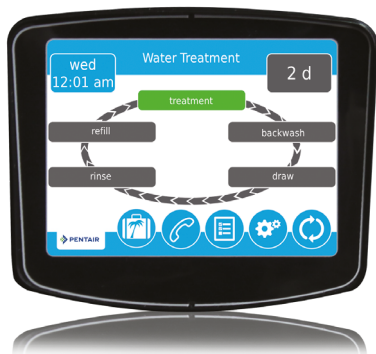 wed
12:01 am
Water Treatment
2 d
treatment
refill
backwash
rinse
draw
PENTAIR